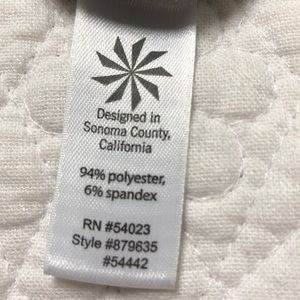 Designed in
Sonoma County,
California
94% polyester,
6% spandex
RN #54023
Style #879635
#54442